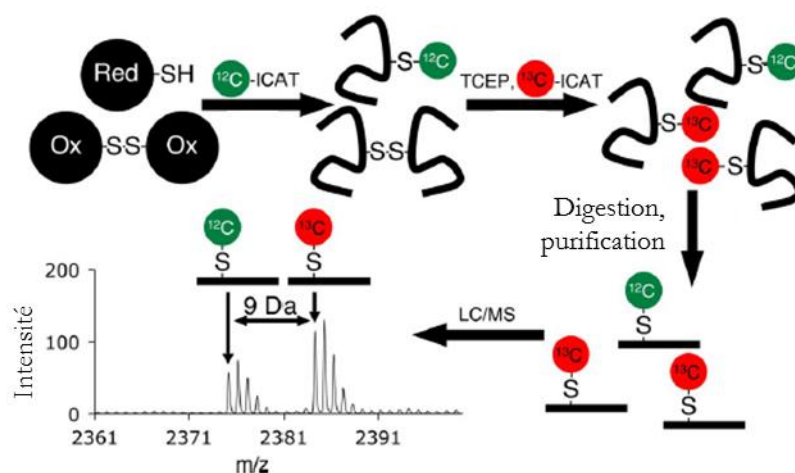 Red -SH
¹²C -ICAT
-S- ¹²C
TCEP, ¹³C -ICAT
-S- ¹²C
Ox -SS- Ox
-S-S-
-S- ¹³C
¹³C -S-
Digestion,
purification
¹²C
S
¹³C
S
¹²C
S
¹³C
S
¹³C
S
LC/MS
9 Da
Intensité
200
100
0
2361
2371
2381
2391
m/z